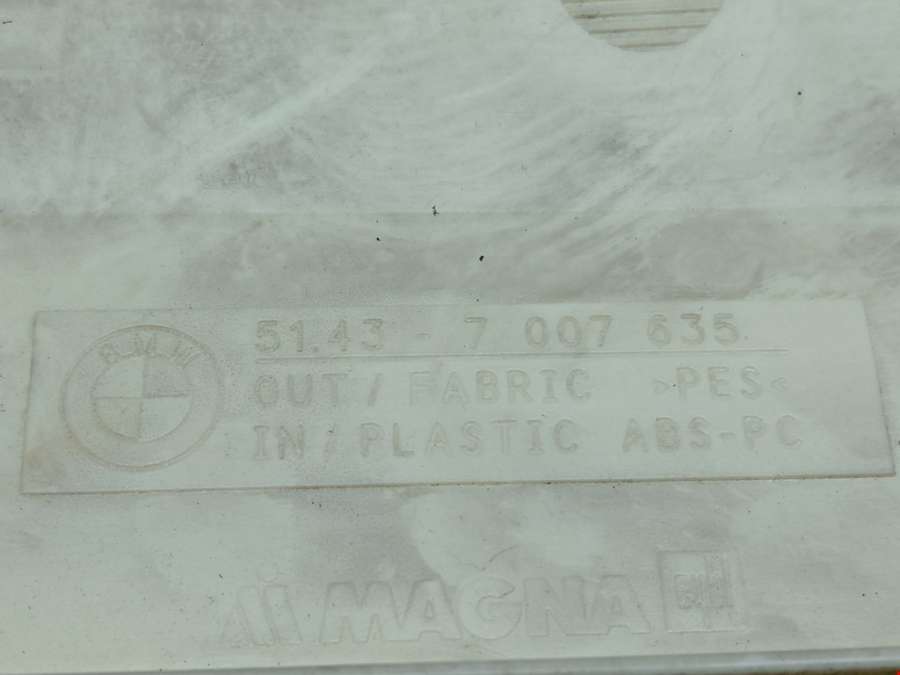 BMW
51.43 - 7 007 635
OUT / FABRIC >PES<
IN / PLASTIC ABS-PC
MAGNA